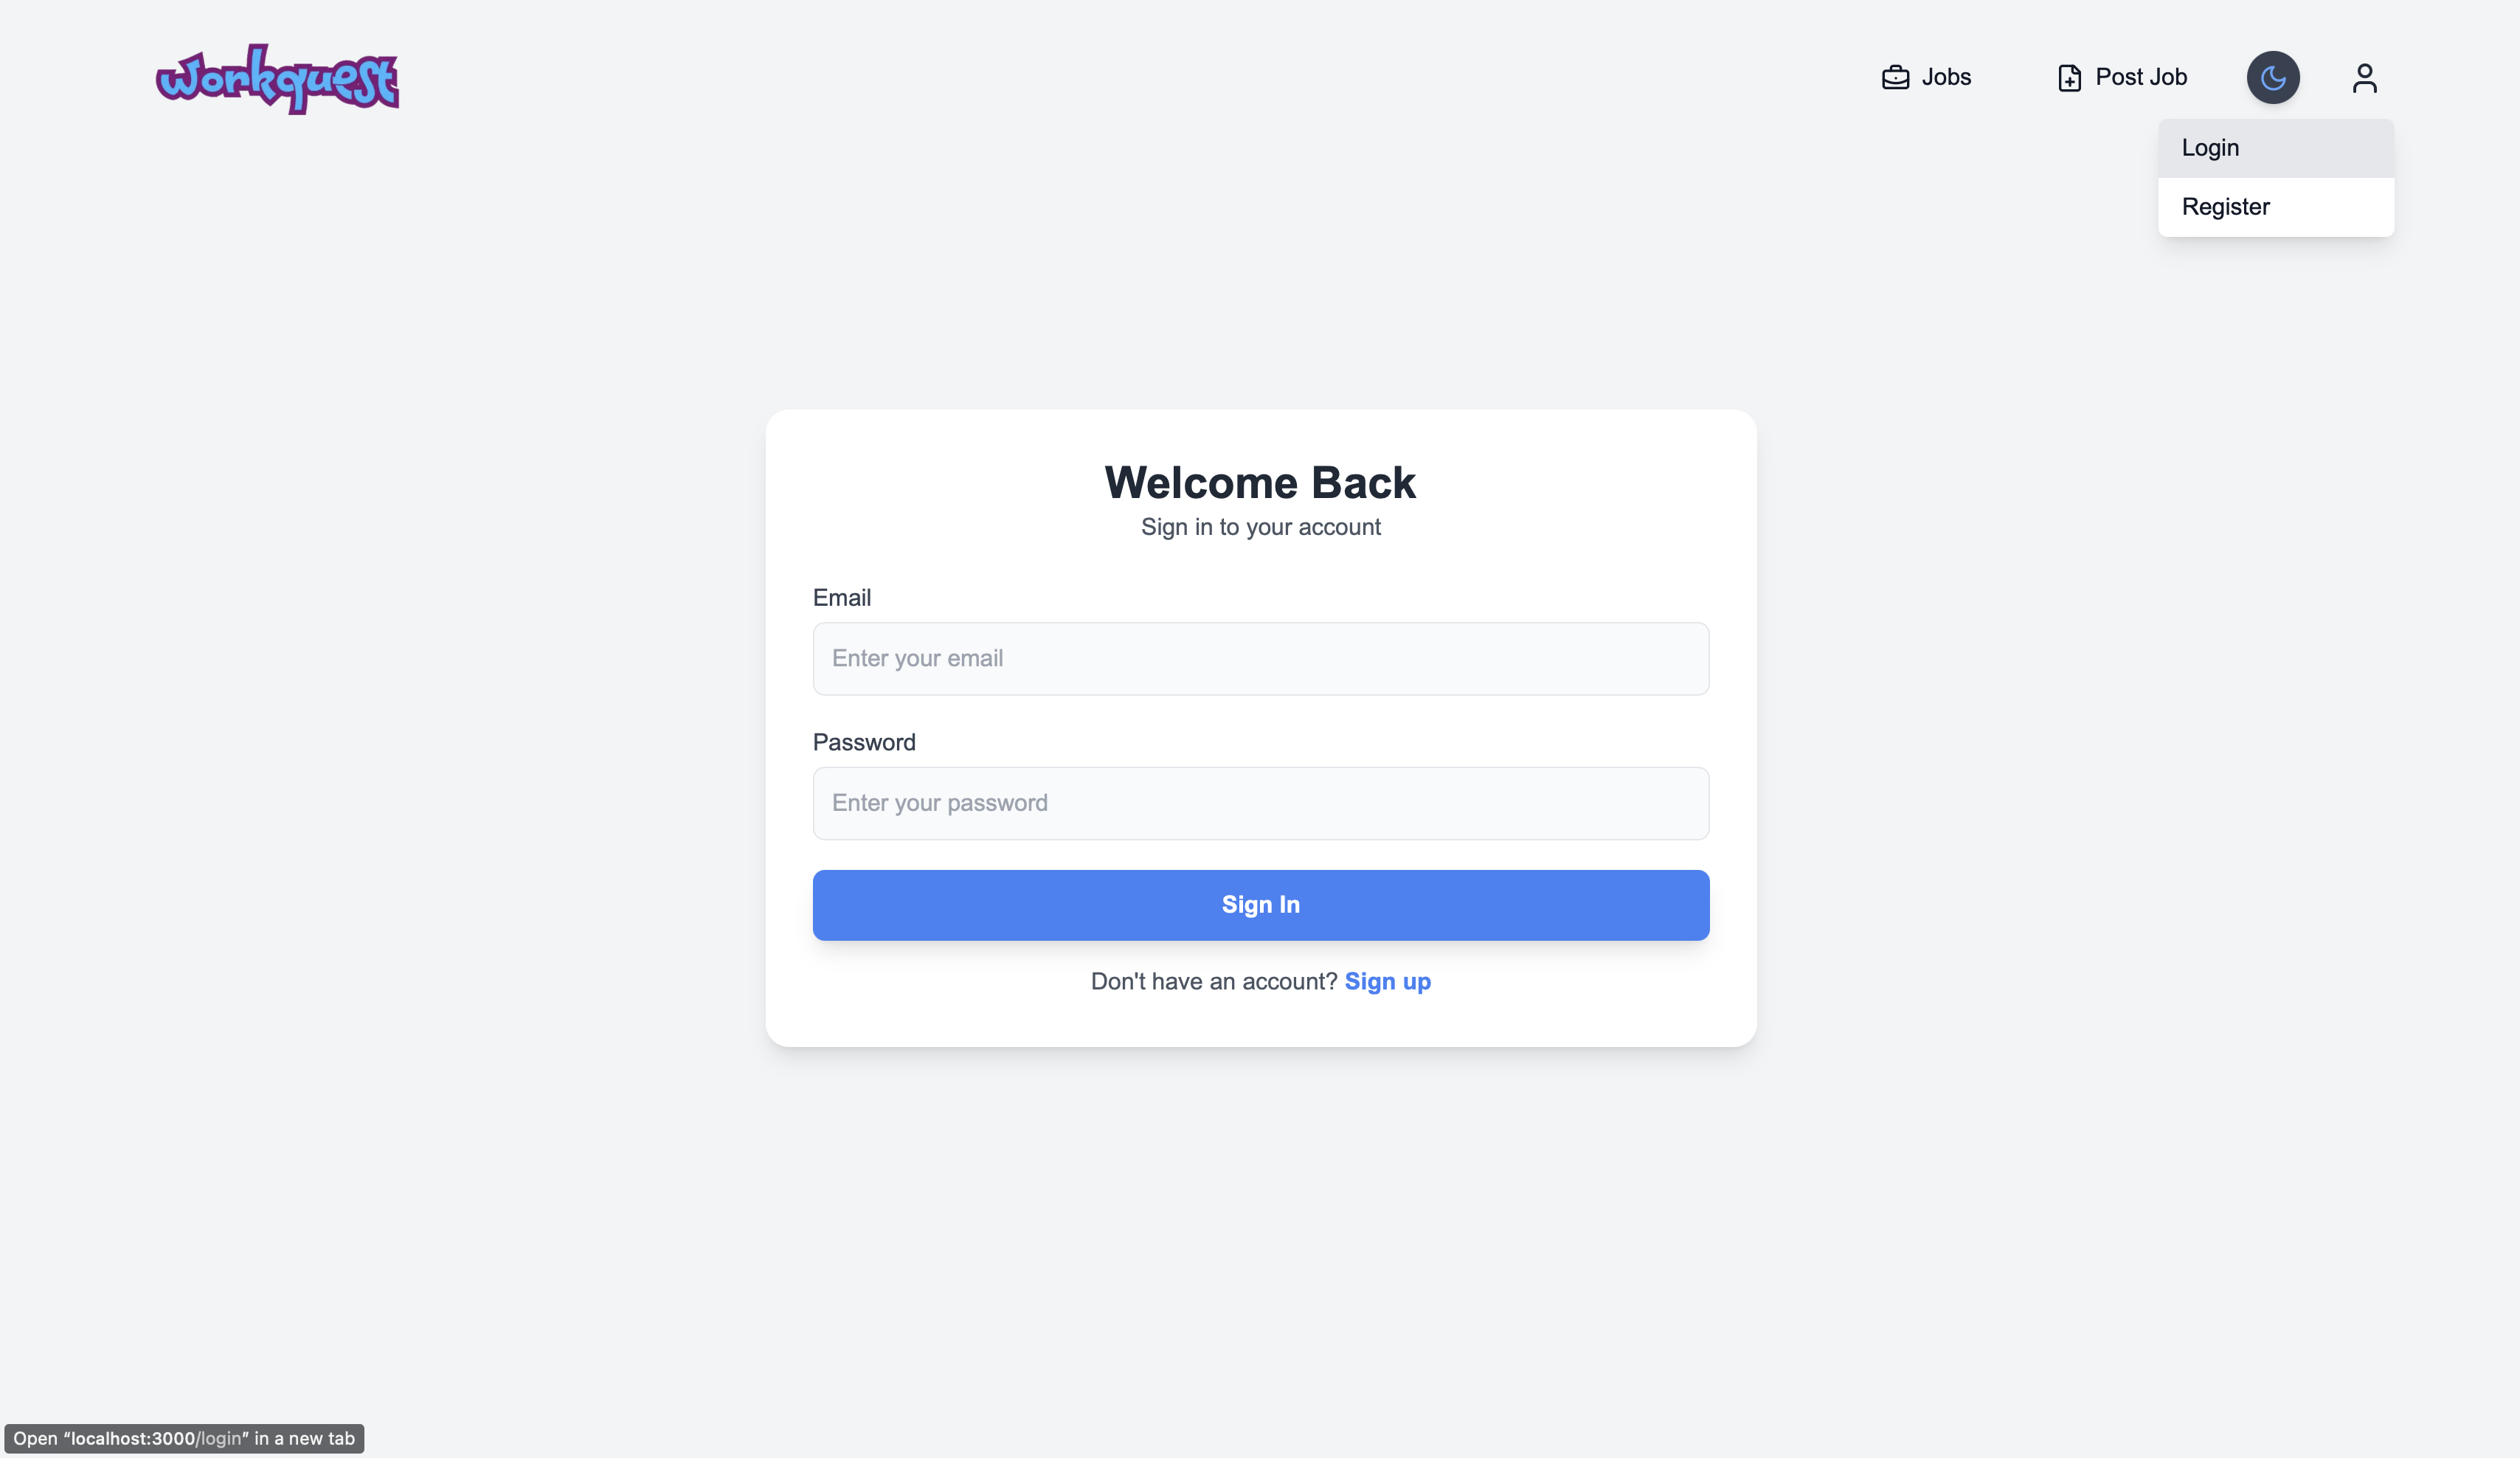 workquest
Jobs
Post Job
Login
Register
Welcome Back
Sign in to your account
Email
Enter your email
Password
Enter your password
Sign In
Don't have an account? Sign up
Open “localhost:3000/login” in a new tab